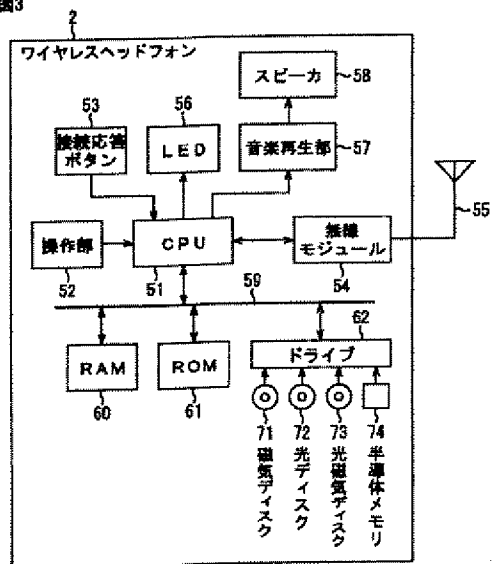 図3
2
ワイヤレスヘッドフォン
スピーカ
58
53
56
接続応答
ボタン
LED
音楽再生部
57
操作部
CPU
無線
モジュール
55
52
51
54
59
62
RAM
ROM
ドライブ
60
61
71
72
73
74
磁気ディスク
光ディスク
光磁気ディスク
半導体メモリ